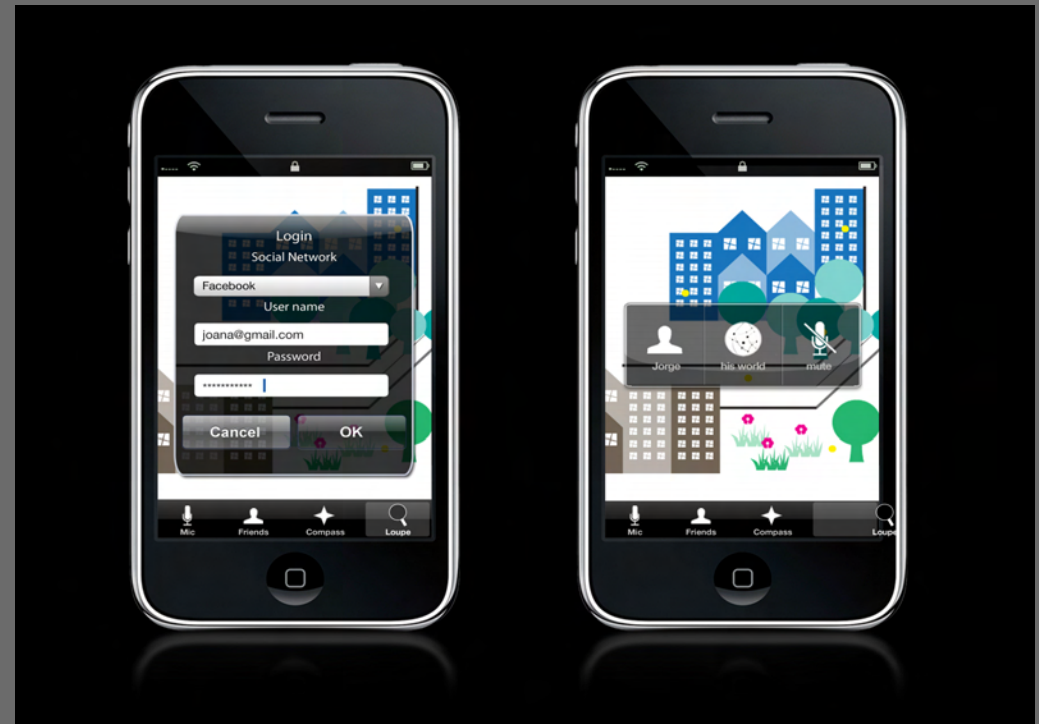 Login
Social Network
Facebook
User name
joana@gmail.com
Password
***********
Cancel OK
Mic Friends Compass Loupe
Jorge his world mute
Mic Friends Compass Loupe